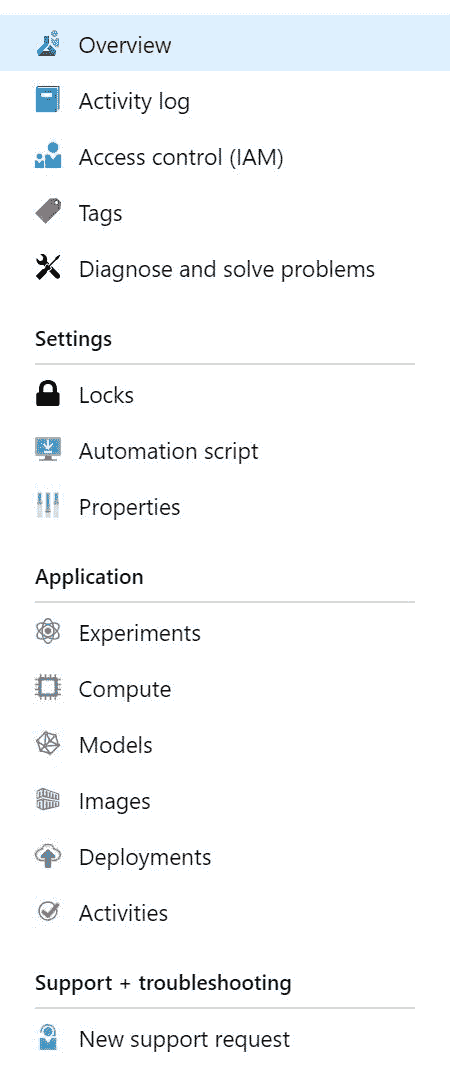 Overview
Activity log
Access control (IAM)
Tags
Diagnose and solve problems
Settings
Locks
Automation script
Properties
Application
Experiments
Compute
Models
Images
Deployments
Activities
Support + troubleshooting
New support request